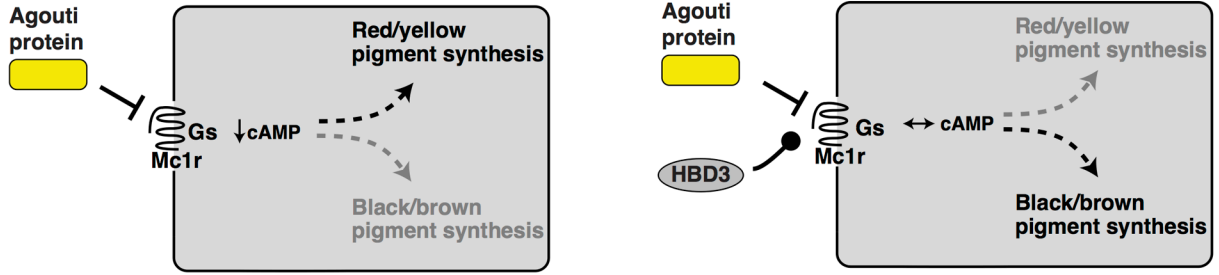 Agouti
protein
Red/yellow
pigment synthesis
Gs
↓cAMP
Mc1r
Black/brown
pigment synthesis
Agouti
protein
Red/yellow
pigment synthesis
Gs
↔ cAMP
Mc1r
HBD3
Black/brown
pigment synthesis